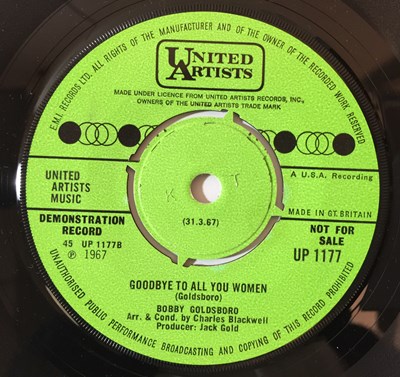 E.M.I. RECORDS LTD. ALL RIGHTS OF THE MANUFACTURER AND OF THE OWNER OF THE RECORDED WORK RESERVED
UNITED
ARTISTS
MADE UNDER LICENCE FROM UNITED ARTISTS RECORDS, INC.,
OWNERS OF THE UNITED ARTISTS TRADE MARK
UNITED
ARTISTS
MUSIC
A U.S.A. Recording
MADE IN GT. BRITAIN
DEMONSTRATION
RECORD
45 UP 1177B
Ⓟ 1967
(31.3.67)
NOT FOR
SALE
UP 1177
GOODBYE TO ALL YOU WOMEN
(Goldsboro)
BOBBY GOLDSBORO
Arr. & Cond. by Charles Blackwell
Producer: Jack Gold
UNAUTHORISED PUBLIC PERFORMANCE BROADCASTING AND COPYING OF THIS RECORD PROHIBITED